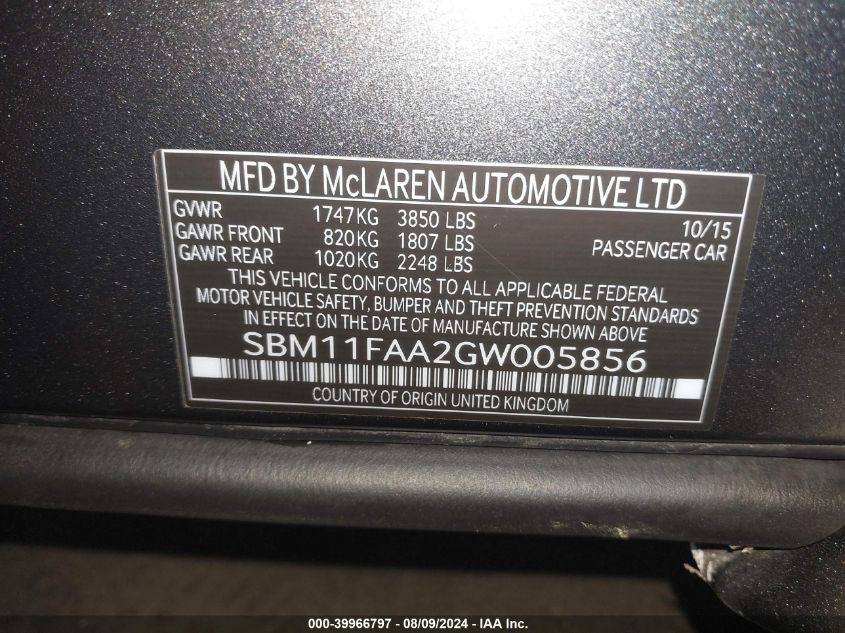 MFD BY McLAREN AUTOMOTIVE LTD
GVWR 1747KG 3850 LBS 10/15
GAWR FRONT 820KG 1807 LBS PASSENGER CAR
GAWR REAR 1020KG 2248 LBS
THIS VEHICLE CONFORMS TO ALL APPLICABLE FEDERAL
MOTOR VEHICLE SAFETY, BUMPER AND THEFT PREVENTION STANDARDS
IN EFFECT ON THE DATE OF MANUFACTURE SHOWN ABOVE
SBM11FAA2GW005856
COUNTRY OF ORIGIN UNITED KINGDOM
000-39966797 - 08/09/2024 - IAA Inc.